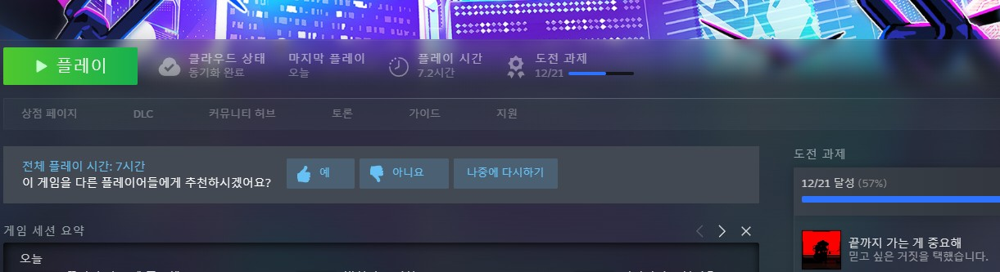 플레이
클라우드 상태
동기화 완료
마지막 플레이
오늘
플레이 시간
7.2시간
도전 과제
12/21
상점 페이지 DLC 커뮤니티 허브 토론 가이드 지원
전체 플레이 시간: 7시간
이 게임을 다른 플레이어들에게 추천하시겠어요?
예 아니요 나중에 다시하기
게임 세션 요약
오늘
도전 과제
12/21 달성 (57%)
끝까지 가는 게 중요해
믿고 싶은 거짓을 택했습니다.